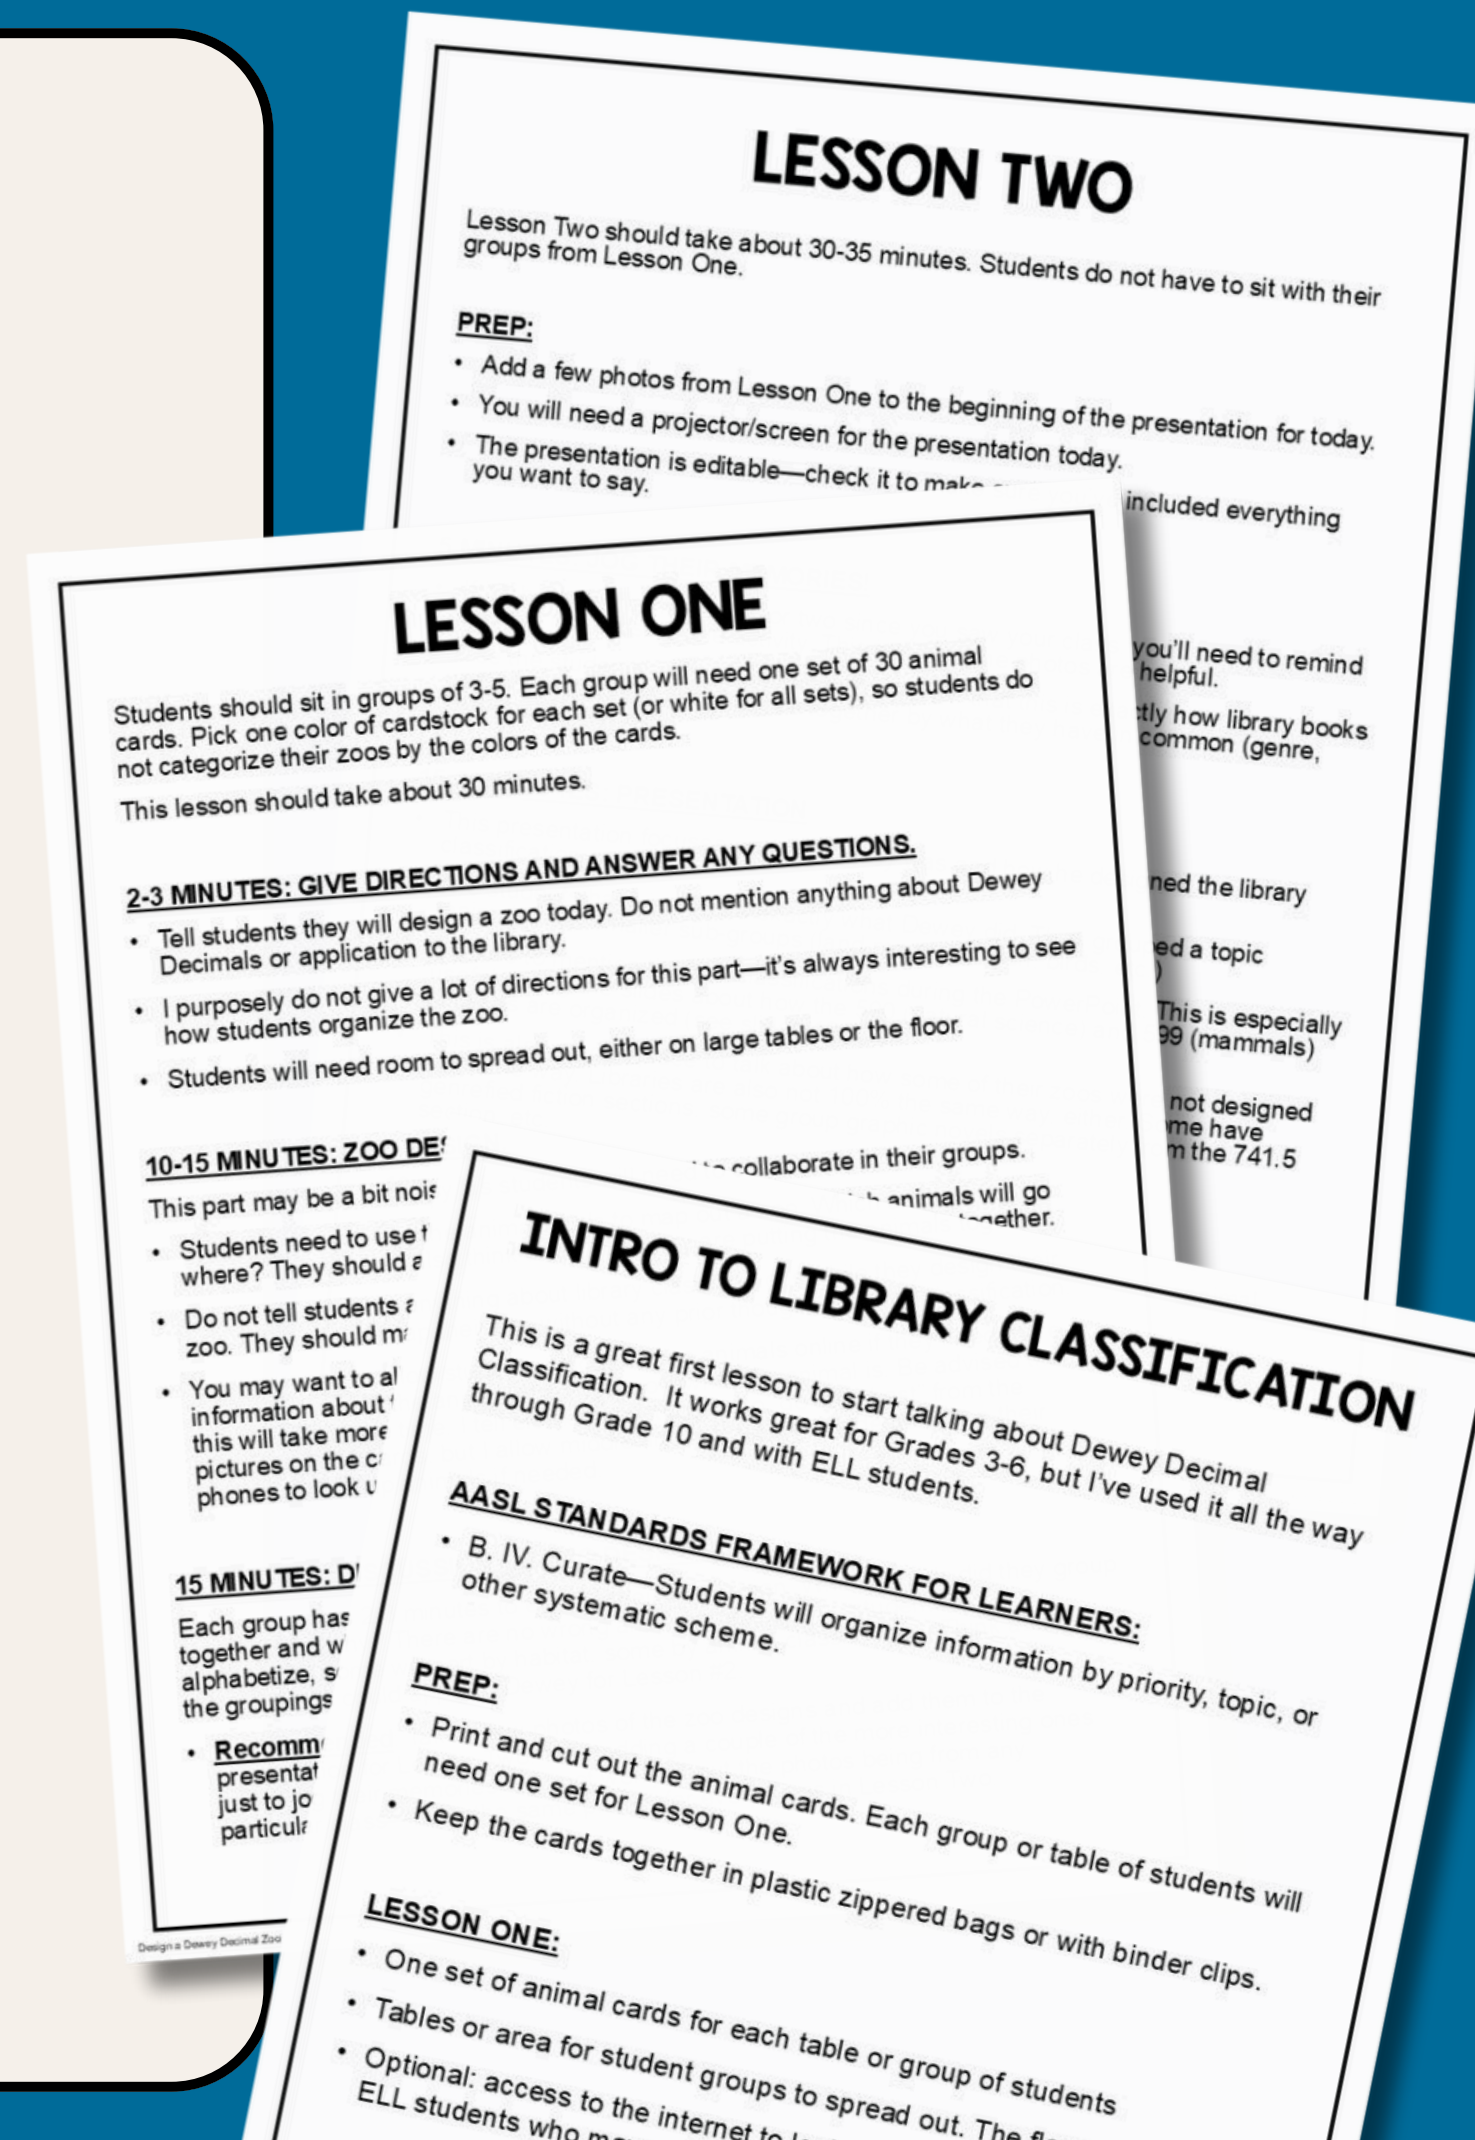 LESSON TWO
Lesson Two should take about 30-35 minutes. Students do not have to sit with their
groups from Lesson One.
PREP:
• Add a few photos from Lesson One to the beginning of the presentation for today.
• You will need a projector/screen for the presentation today.
• The presentation is editable—check it to make
included everything
you want to say.
you'll need to remind
helpful.
how library books
common (genre,
the library
a topic
)
This is especially
99 (mammals)
not designed
have
the 741.5
LESSON ONE
Students should sit in groups of 3-5. Each group will need one set of 30 animal
cards. Pick one color of cardstock for each set (or white for all sets), so students do
not categorize their zoos by the colors of the cards.
This lesson should take about 30 minutes.
2-3 MINUTES: GIVE DIRECTIONS AND ANSWER ANY QUESTIONS.
• Tell students they will design a zoo today. Do not mention anything about Dewey
Decimals or application to the library.
• I purposely do not give a lot of directions for this part—it's always interesting to see
how students organize the zoo.
• Students will need room to spread out, either on large tables or the floor.
10-15 MINUTES: ZOO
This part may be a bit
collaborate in their groups.
• Students need to use
animals will go
where? They should
together.
• Do not tell students
zoo. They should
• You may want to
information about
this will take more
pictures on the
phones to look
15 MINUTES:
Each group has
together and
alphabetize,
the groupings
•
just to
Design a Dewey Decimal Zoo
INTRO TO LIBRARY CLASSIFICATION
This is a great first lesson to start talking about Dewey Decimal
Classification. It works great for Grades 3-6, but I've used it all the way
through Grade 10 and with ELL students.
AASL STANDARDS FRAMEWORK FOR LEARNERS:
• B. IV. Curate—Students will organize information by priority, topic, or
other systematic scheme.
PREP:
• Print and cut out the animal cards. Each group or table of students will
need one set for Lesson One.
• Keep the cards together in plastic zippered bags or with binder clips.
LESSON ONE:
• One set of animal cards for each table or group of students
• Tables or area for student groups to spread out. The
• Optional: access to the internet to
ELL students who